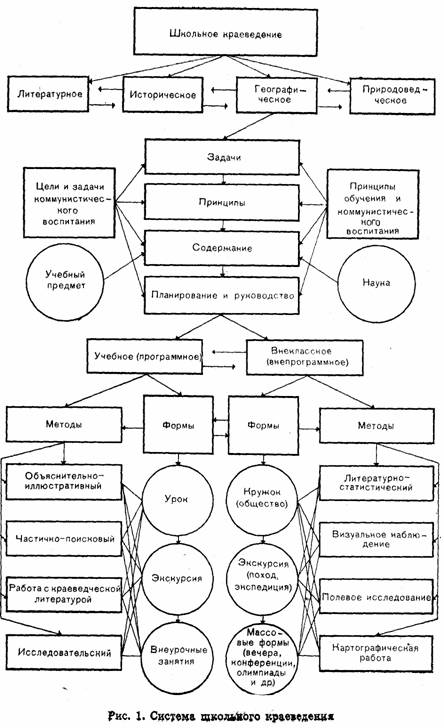 Школьное краеведение
Литературное
Историческое
Географи-
ческое
Природовед-
ческое
Задачи
Цели и задачи
коммунистичес-
кого
воспитания
Принципы
Принципы
обучения и
коммунистичес-
кого
воспитания
Содержание
Учебный
предмет
Наука
Планирование и руководство
Учебное (программное)
Внеклассное
(внепрограммное)
Методы
Формы
Формы
Методы
Объяснительно-
иллюстративный
Урок
Кружок
(общество)
Литературно-
статистический
Частично-поисковый
Визуальное наблю-
дение
Экскурсия
Экскурсия
(поход,
экспедиция)
Работа с краеведческой
литературой
Полевое исследование
Исследовательский
Внеурочные
занятия
Массо-
вые формы
(вечера,
конференции,
олимпиады
и др)
Картографическая
работа
Рис. 1. Система школьного краеведения